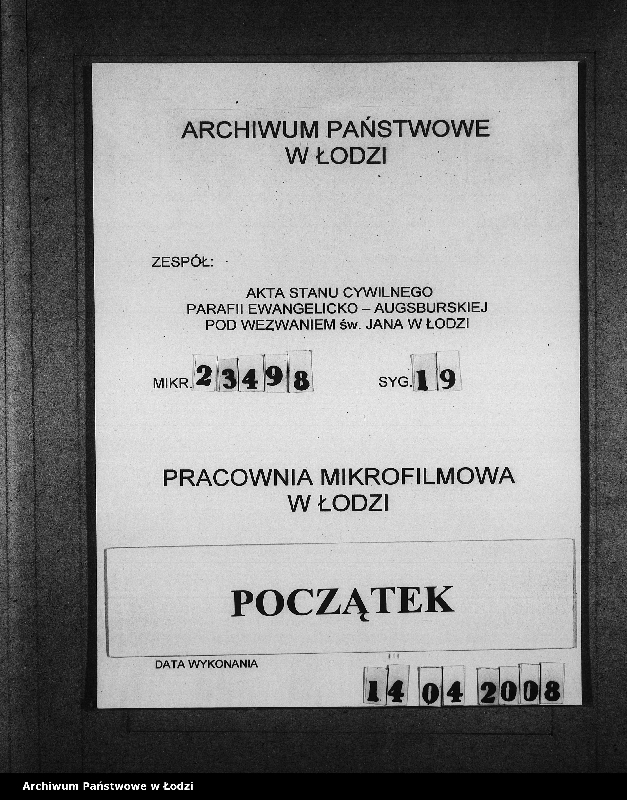 ARCHIWUM PAŃSTWOWE
W ŁODZI
ZESPÓŁ:
AKTA STANU CYWILNEGO
PARAFII EWANGELICKO – AUGSBURSKIEJ
POD WEZWANIEM św. JANA W ŁODZI
MIKR. 23498 SYG. 19
PRACOWNIA MIKROFILMOWA
W ŁODZI
POCZĄTEK
DATA WYKONANIA
14 04 2008
Archiwum Państwowe w Łodzi